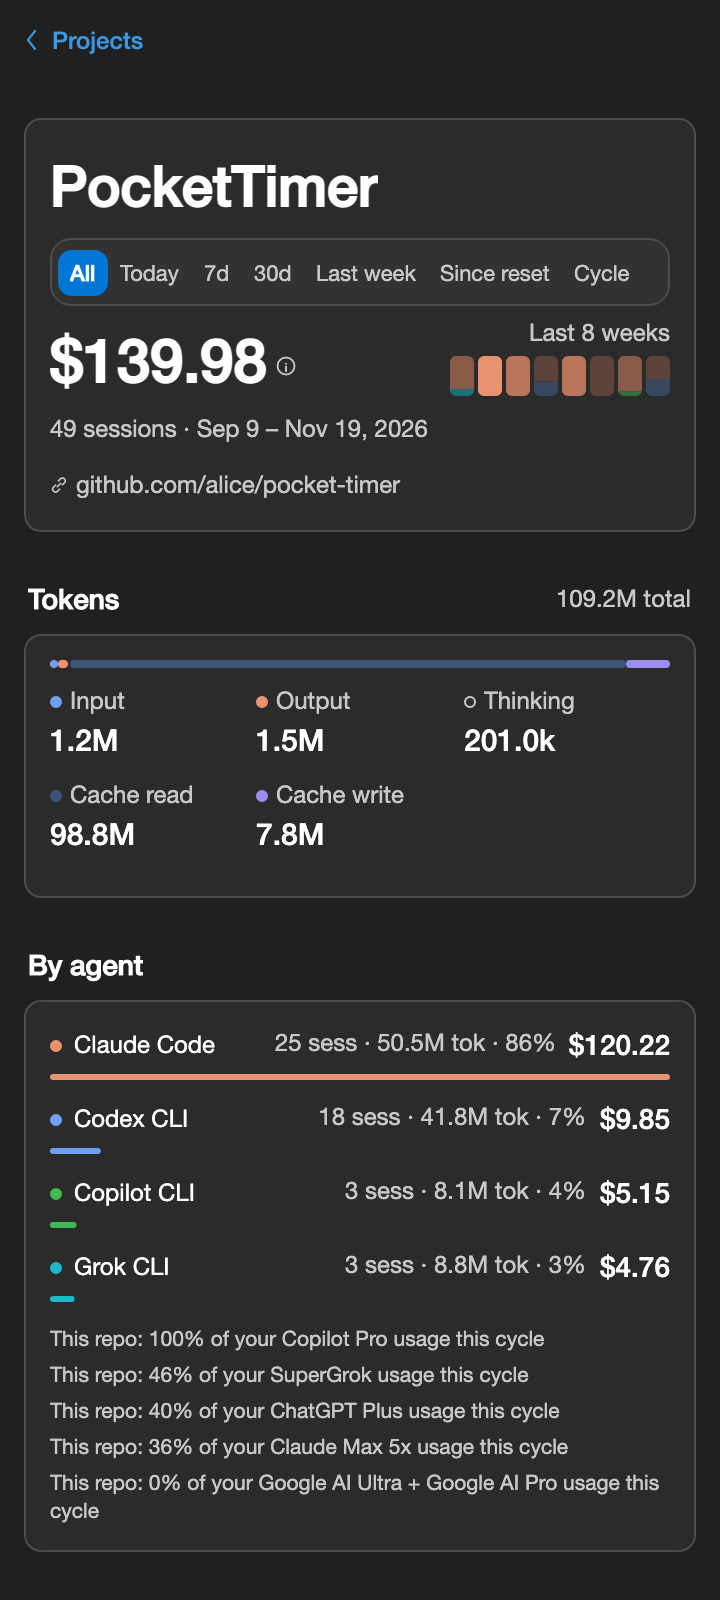 Projects
PocketTimer
All Today 7d 30d Last week Since reset Cycle
Last 8 weeks
$139.98
49 sessions · Sep 9 – Nov 19, 2026
github.com/alice/pocket-timer
Tokens 109.2M total
Input Output Thinking
1.2M 1.5M 201.0k
Cache read Cache write
98.8M 7.8M
By agent
Claude Code 25 sess · 50.5M tok · 86% $120.22
Codex CLI 18 sess · 41.8M tok · 7% $9.85
Copilot CLI 3 sess · 8.1M tok · 4% $5.15
Grok CLI 3 sess · 8.8M tok · 3% $4.76
This repo: 100% of your Copilot Pro usage this cycle
This repo: 46% of your SuperGrok usage this cycle
This repo: 40% of your ChatGPT Plus usage this cycle
This repo: 36% of your Claude Max 5x usage this cycle
This repo: 0% of your Google AI Ultra + Google AI Pro usage this
cycle